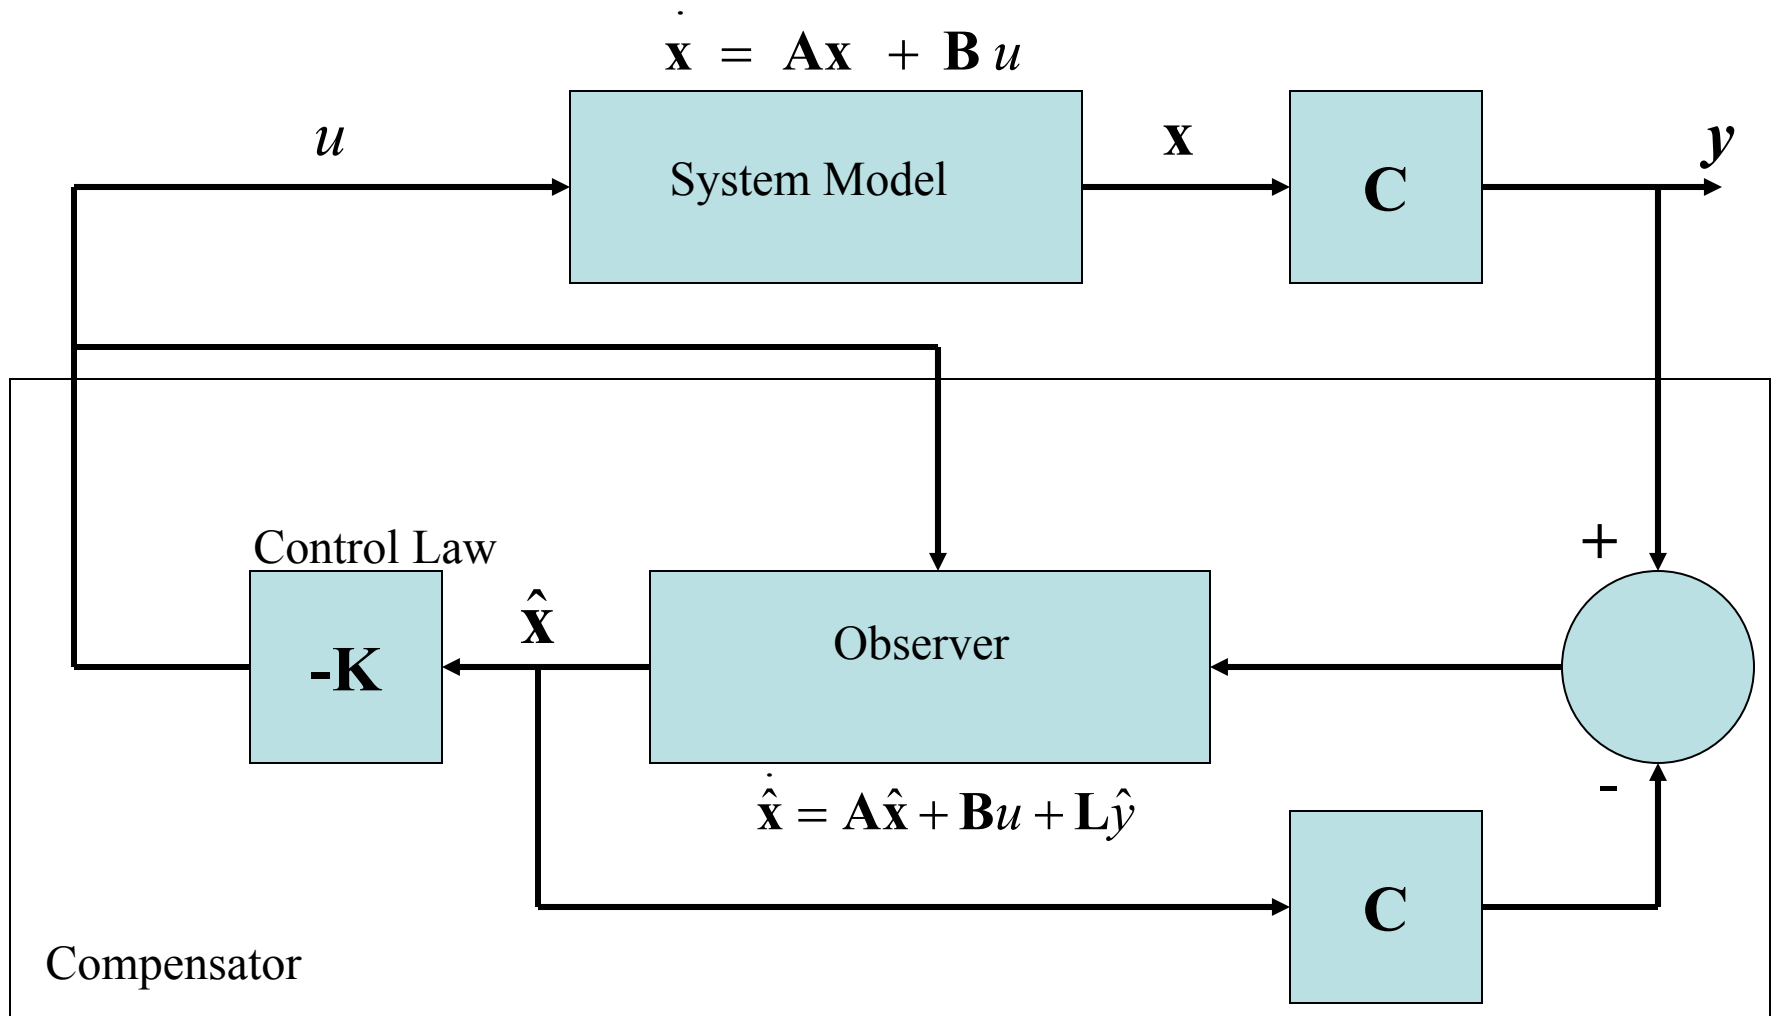 ẋ = Ax + B u
u
System Model
x
C
y
Control Law
-K
x̂
Observer
+
-
x̂̇ = Ax̂ + Bu + Lŷ
C
Compensator